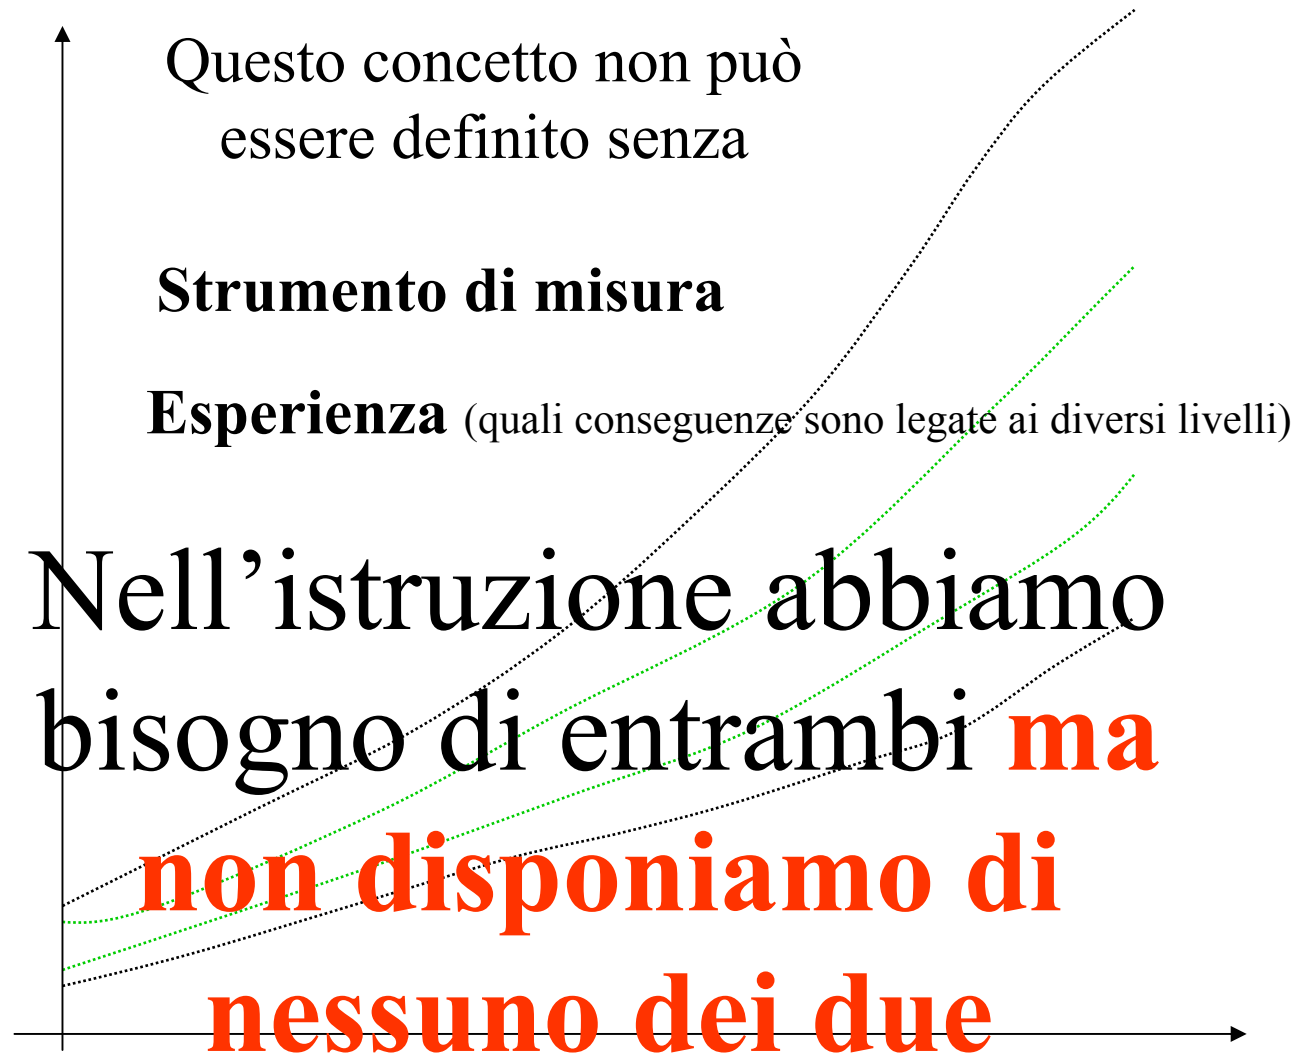 Questo concetto non può
essere definito senza
Strumento di misura
Esperienza (quali conseguenze sono legate ai diversi livelli)
Nell’istruzione abbiamo
bisogno di entrambi ma
non disponiamo di
nessuno dei due